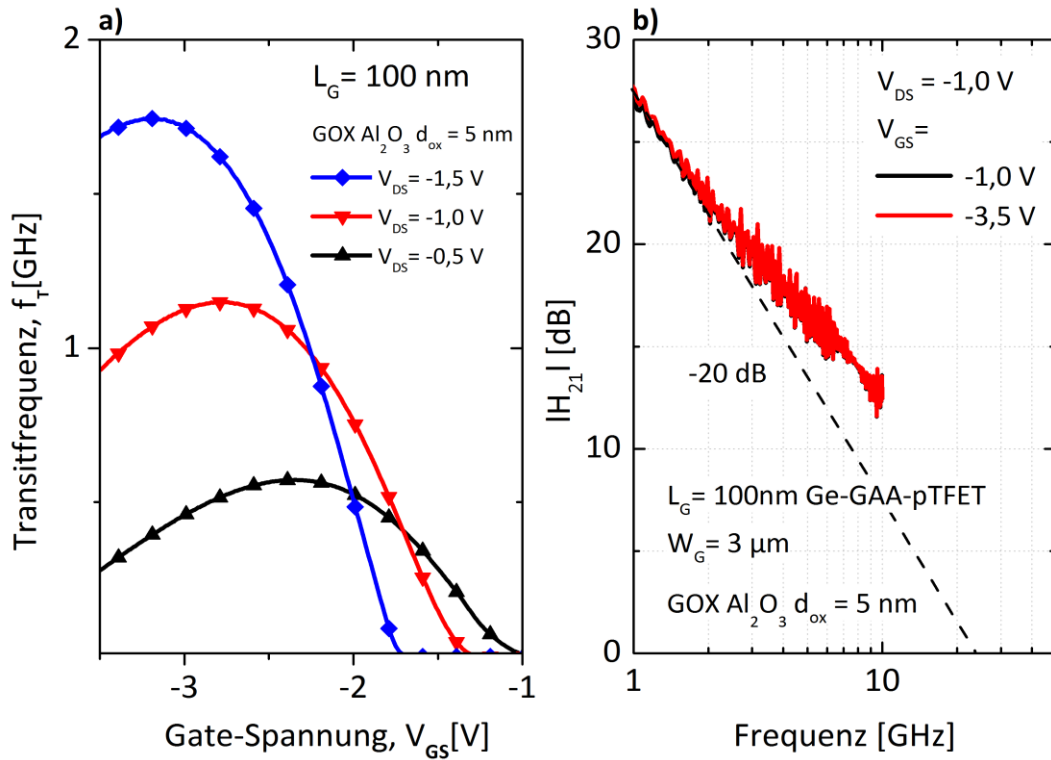 a)
Transitfrequenz, f_T[GHz]
2
1
L_G= 100 nm
GOX Al_2O_3 d_ox = 5 nm
V_DS= -1,5 V
V_DS= -1,0 V
V_DS= -0,5 V
-3
-2
-1
Gate-Spannung, V_GS[V]
b)
|H_21| [dB]
30
20
10
0
V_DS = -1,0 V
V_GS=
-1,0 V
-3,5 V
-20 dB
L_G= 100nm Ge-GAA-pTFET
W_G= 3 µm
GOX Al_2O_3 d_ox = 5 nm
1
10
Frequenz [GHz]